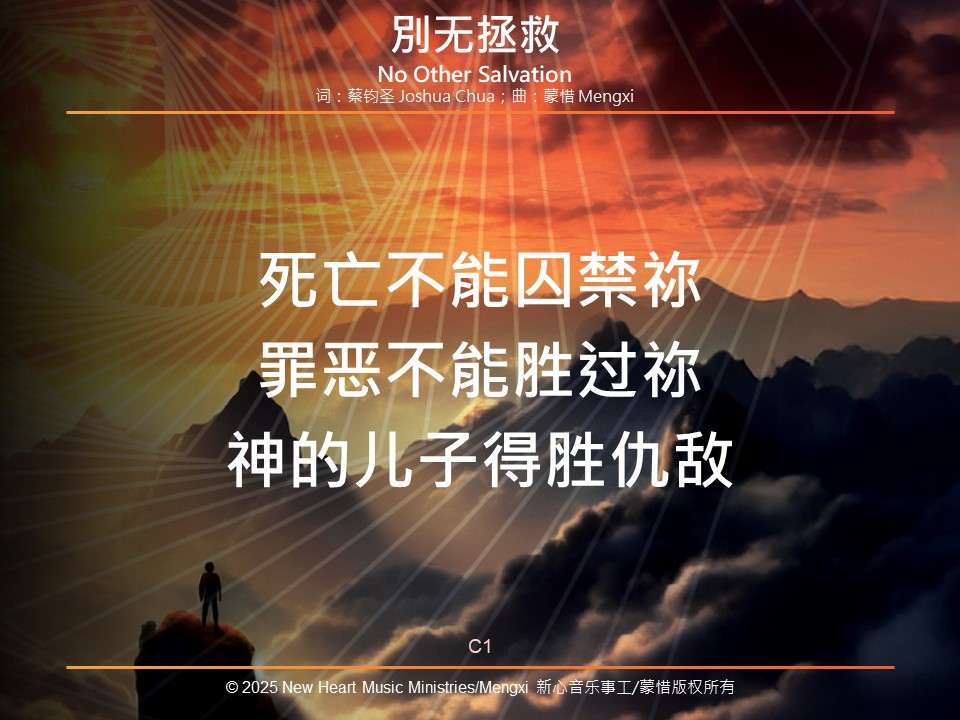 別无拯救
No Other Salvation
词：蔡钧圣 Joshua Chua；曲：蒙惜 Mengxi
死亡不能囚禁祢
罪恶不能胜过祢
神的儿子得胜仇敌
C1
© 2025 New Heart Music Ministries/Mengxi 新心音乐事工/蒙惜版权所有